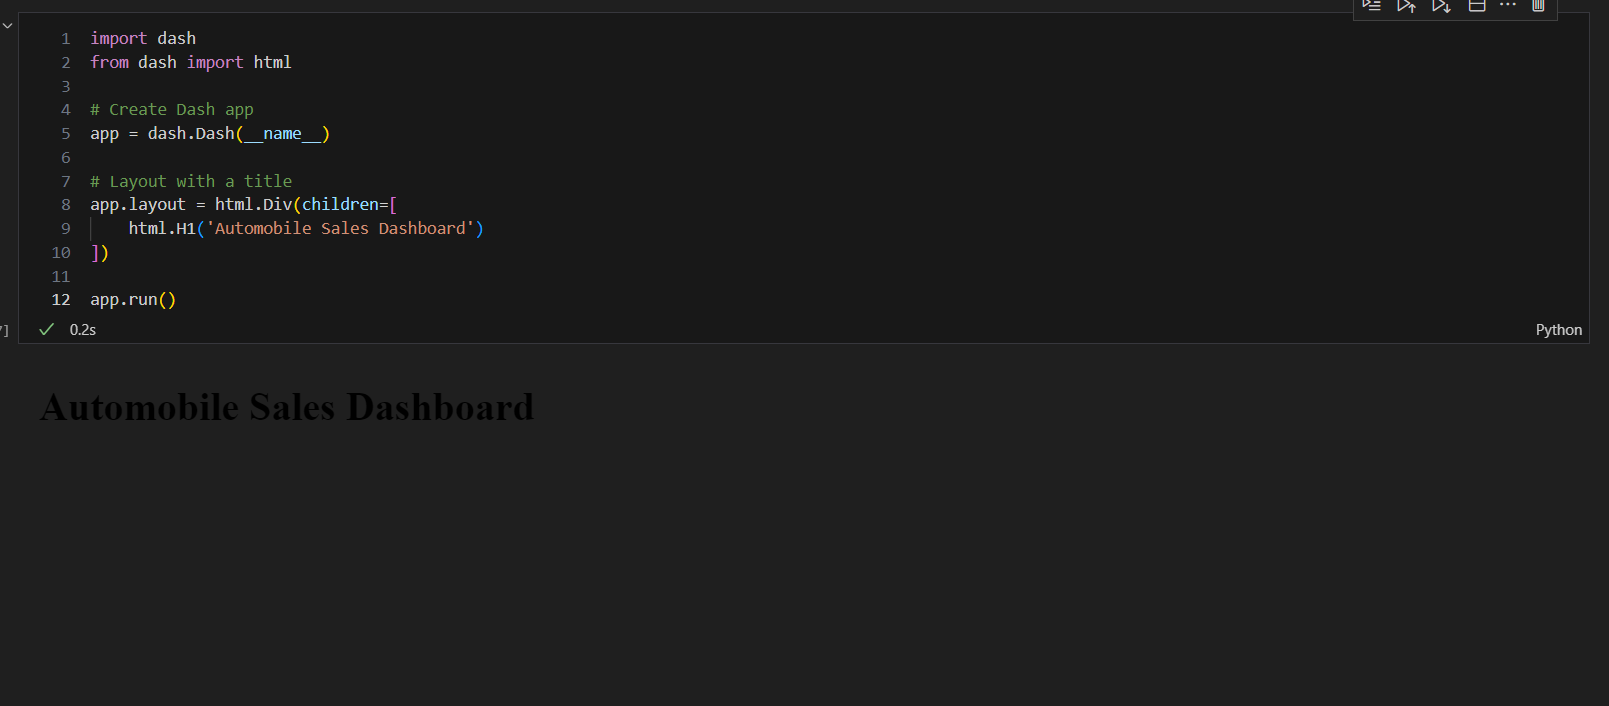 1 import dash
2 from dash import html
3
4 # Create Dash app
5 app = dash.Dash(__name__)
6
7 # Layout with a title
8 app.layout = html.Div(children=[
9     html.H1('Automobile Sales Dashboard')
10 ])
11
12 app.run()
] 0.2s Python
Automobile Sales Dashboard